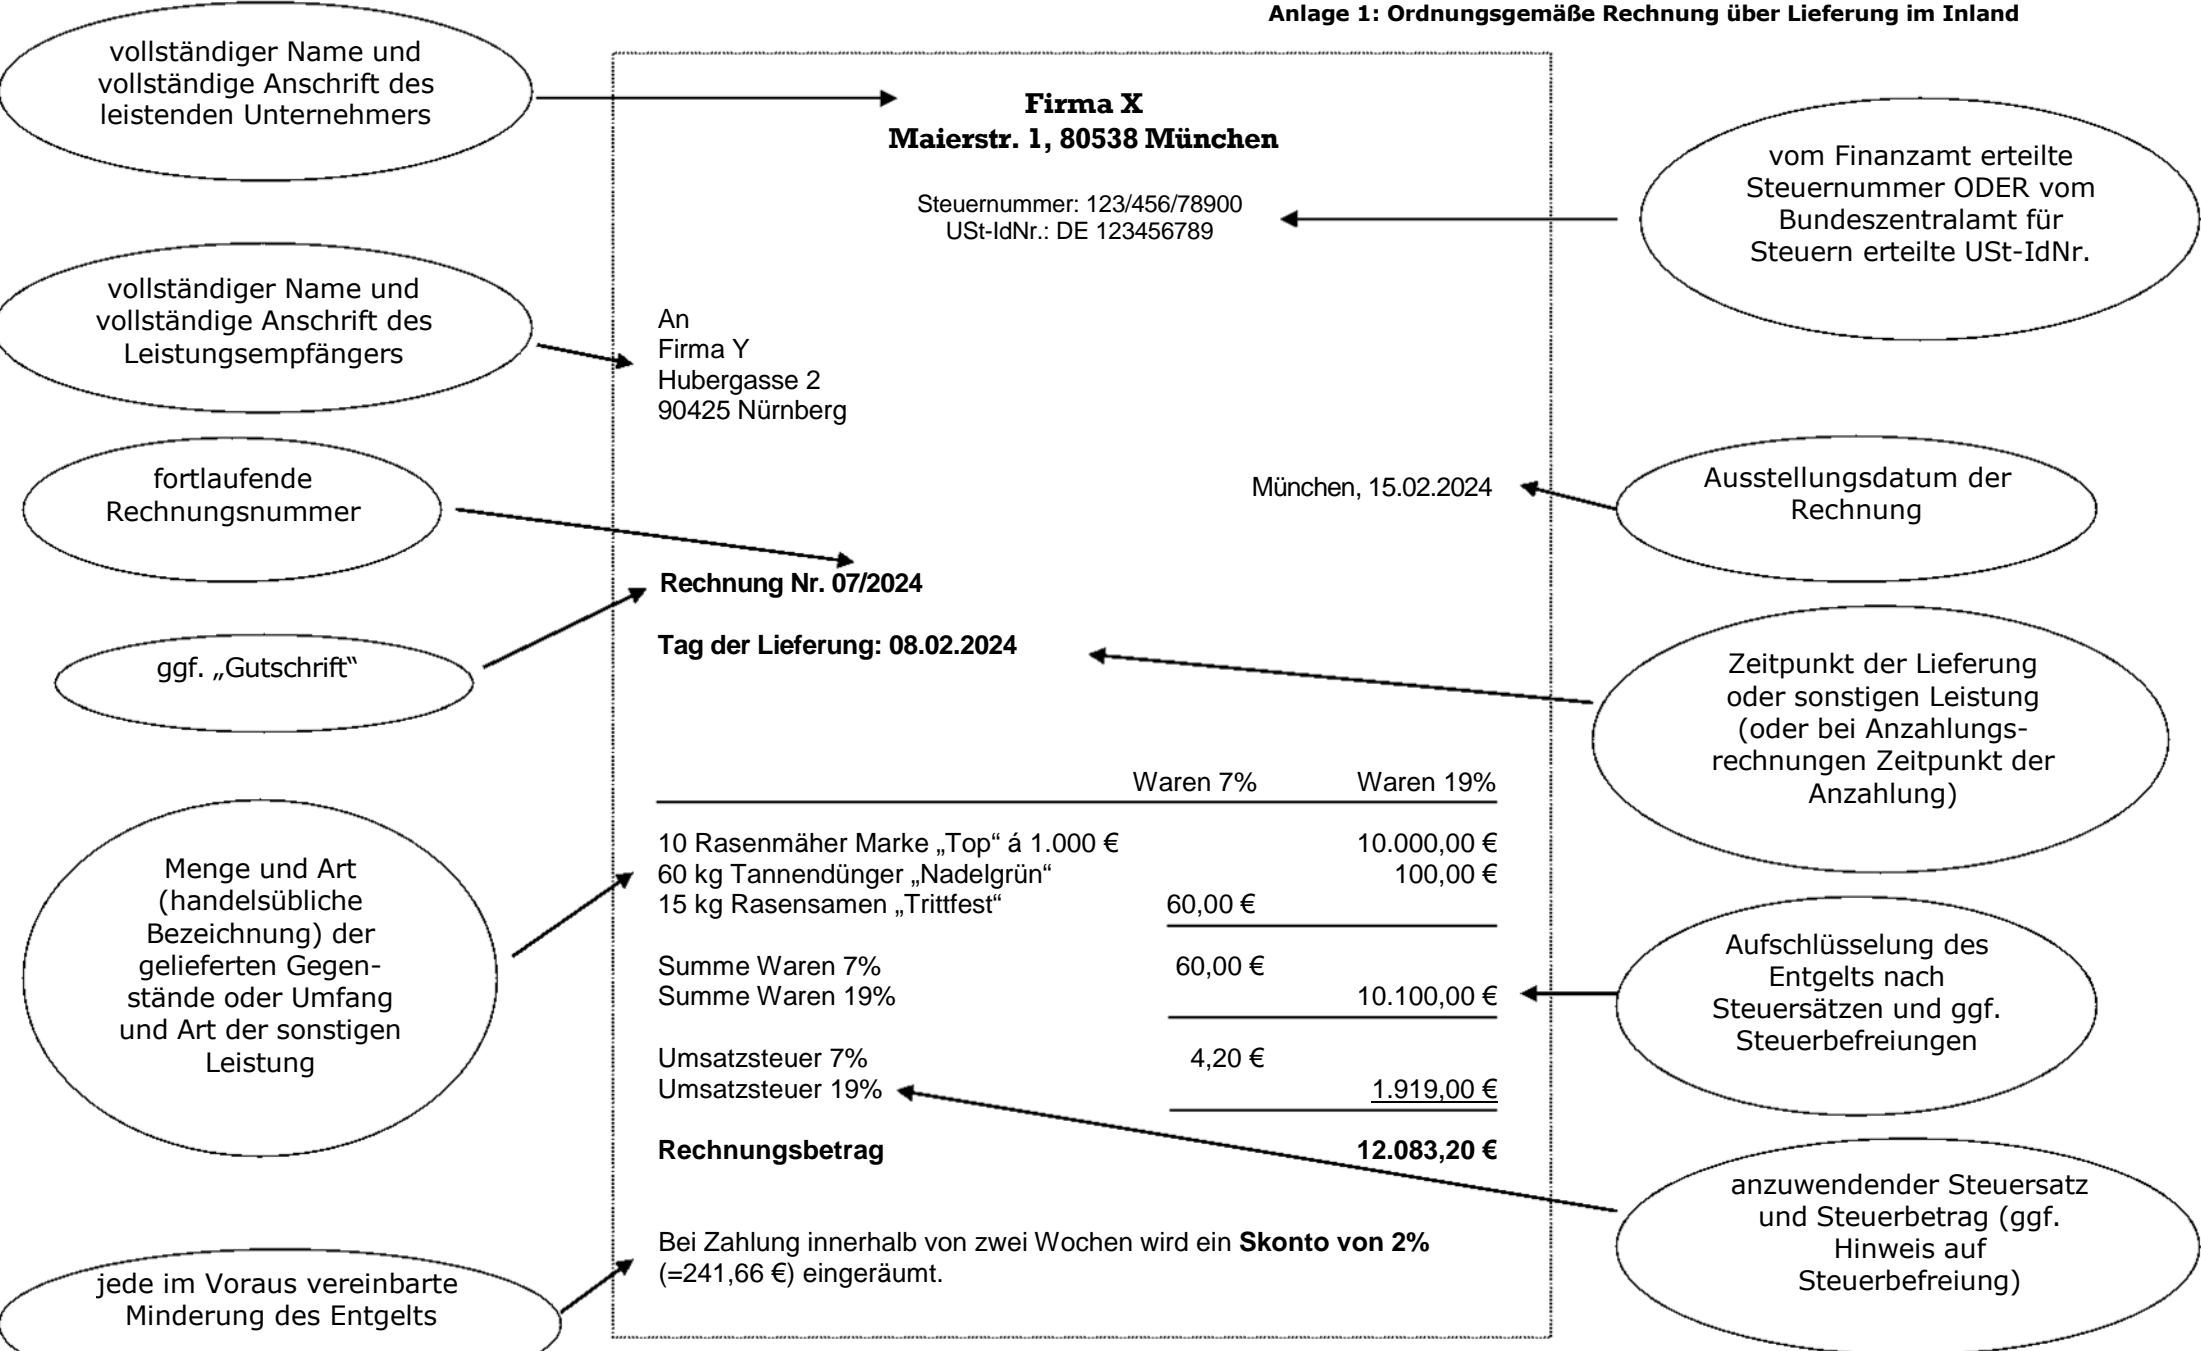 Anlage 1: Ordnungsgemäße Rechnung über Lieferung im Inland
vollständiger Name und
vollständige Anschrift des
leistenden Unternehmers
Firma X
Maierstr. 1, 80538 München
Steuernummer: 123/456/78900
USt-IdNr.: DE 123456789
vom Finanzamt erteilte
Steuernummer ODER vom
Bundeszentralamt für
Steuern erteilte USt-IdNr.
vollständiger Name und
vollständige Anschrift des
Leistungsempfängers
An
Firma Y
Hubergasse 2
90425 Nürnberg
fortlaufende
Rechnungsnummer
München, 15.02.2024
Ausstellungsdatum der
Rechnung
Rechnung Nr. 07/2024
ggf. „Gutschrift“
Tag der Lieferung: 08.02.2024
Zeitpunkt der Lieferung
oder sonstigen Leistung
(oder bei Anzahlungs-
rechnungen Zeitpunkt der
Anzahlung)
Waren 7% Waren 19%
Menge und Art
(handelsübliche
Bezeichnung) der
gelieferten Gegen-
stände oder Umfang
und Art der sonstigen
Leistung
10 Rasenmäher Marke „Top“ á 1.000 € 10.000,00 €
60 kg Tannendünger „Nadelgrün“ 100,00 €
15 kg Rasensamen „Trittfest“ 60,00 €
Summe Waren 7% 60,00 €
Summe Waren 19% 10.100,00 €
Aufschlüsselung des
Entgelts nach
Steuersätzen und ggf.
Steuerbefreiungen
Umsatzsteuer 7% 4,20 €
Umsatzsteuer 19% 1.919,00 €
Rechnungsbetrag 12.083,20 €
anzuwendender Steuersatz
und Steuerbetrag (ggf.
Hinweis auf
Steuerbefreiung)
Bei Zahlung innerhalb von zwei Wochen wird ein Skonto von 2%
(=241,66 €) eingeräumt.
jede im Voraus vereinbarte
Minderung des Entgelts